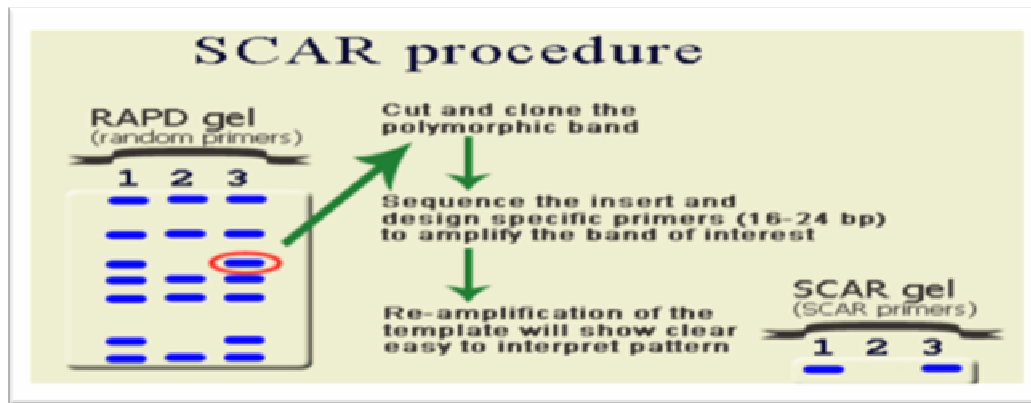 SCAR procedure
RAPD gel
(random primers)
1 2 3
Cut and clone the
polymorphic band
Sequence the insert and
design specific primers (16-24 bp)
to amplify the band of interest
Re-amplification of the
template will show clear
easy to interpret pattern
SCAR gel
(SCAR primers)
1 2 3